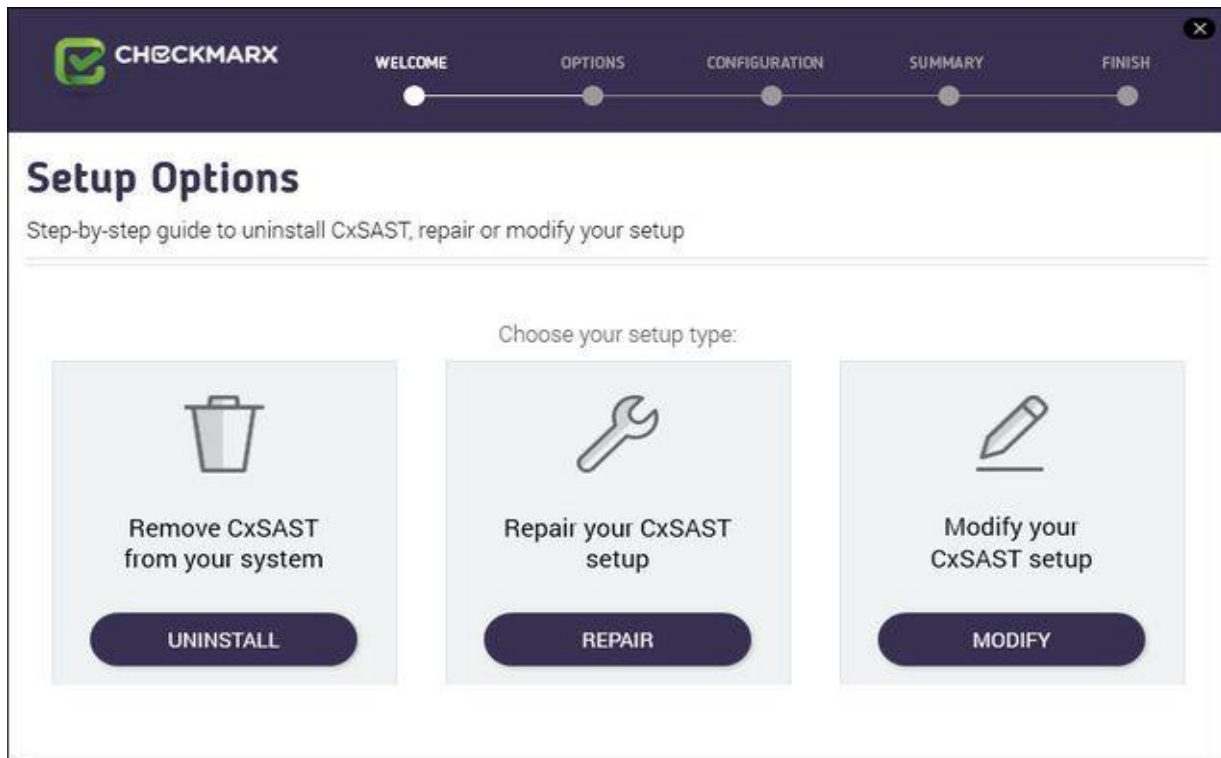 CHECKMARX
WELCOME
OPTIONS
CONFIGURATION
SUMMARY
FINISH
Setup Options
Step-by-step guide to uninstall CxSAST, repair or modify your setup
Choose your setup type:
Remove CxSAST
from your system
UNINSTALL
Repair your CxSAST
setup
REPAIR
Modify your
CxSAST setup
MODIFY